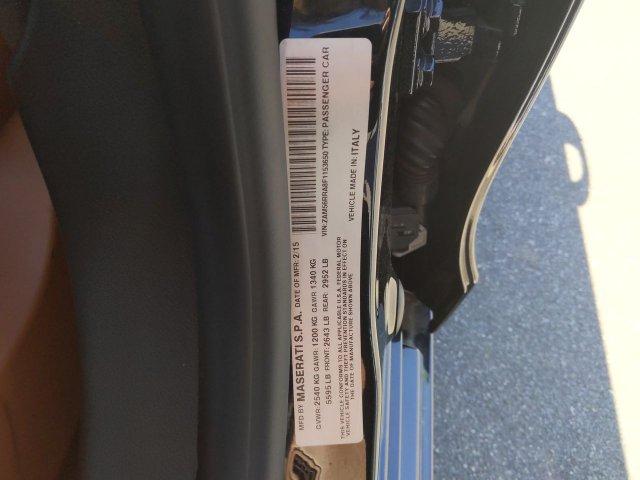 MFD BY MASERATI S.P.A. DATE OF MFR: 2/15
GVWR: 2540 KG GAWR: 1200 KG GAWR 1340 KG
5595 LB FRONT: 2643 LB REAR: 2952 LB
THIS VEHICLE CONFORMS TO ALL APPLICABLE U.S.A. FEDERAL MOTOR
VEHICLE SAFETY AND THEFT PREVENTION STANDARDS IN EFFECT ON
THE DATE OF MANUFACTURE SHOWN ABOVE
VIN:ZAM56RRA8F1153650 TYPE:PASSENGER CAR
VEHICLE MADE IN: ITALY